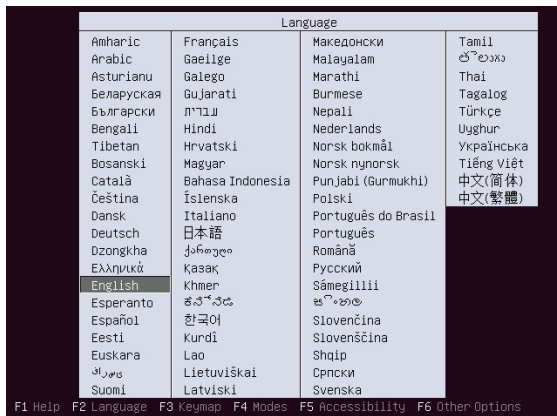 Language
Amharic
Arabic
Asturianu
Беларуская
Български
Bengali
Tibetan
Bosanski
Català
Čeština
Dansk
Deutsch
Dzongkha
Ελληνικά
English
Esperanto
Español
Eesti
Euskara
Suomi
Français
Gaeilge
Galego
Gujarati
עברית
Hindi
Hrvatski
Magyar
Bahasa Indonesia
Íslenska
Italiano
日本語
ქართული
Қазақ
Khmer
ಕನ್ನಡ
한국어
Kurdî
Lao
Lietuviškai
Latviski
Македонски
Malayalam
Marathi
Burmese
Nepali
Nederlands
Norsk bokmål
Norsk nynorsk
Punjabi (Gurmukhi)
Polski
Português do Brasil
Português
Română
Русский
Sámegillii
සිංහල
Slovenčina
Slovenščina
Shqip
Српски
Svenska
Tamil
తెలుగు
Thai
Tagalog
Türkçe
Uyghur
Українська
Tiếng Việt
中文(简体)
中文(繁體)
F1 Help F2 Language F3 Keymap F4 Modes F5 Accessibility F6 Other Options